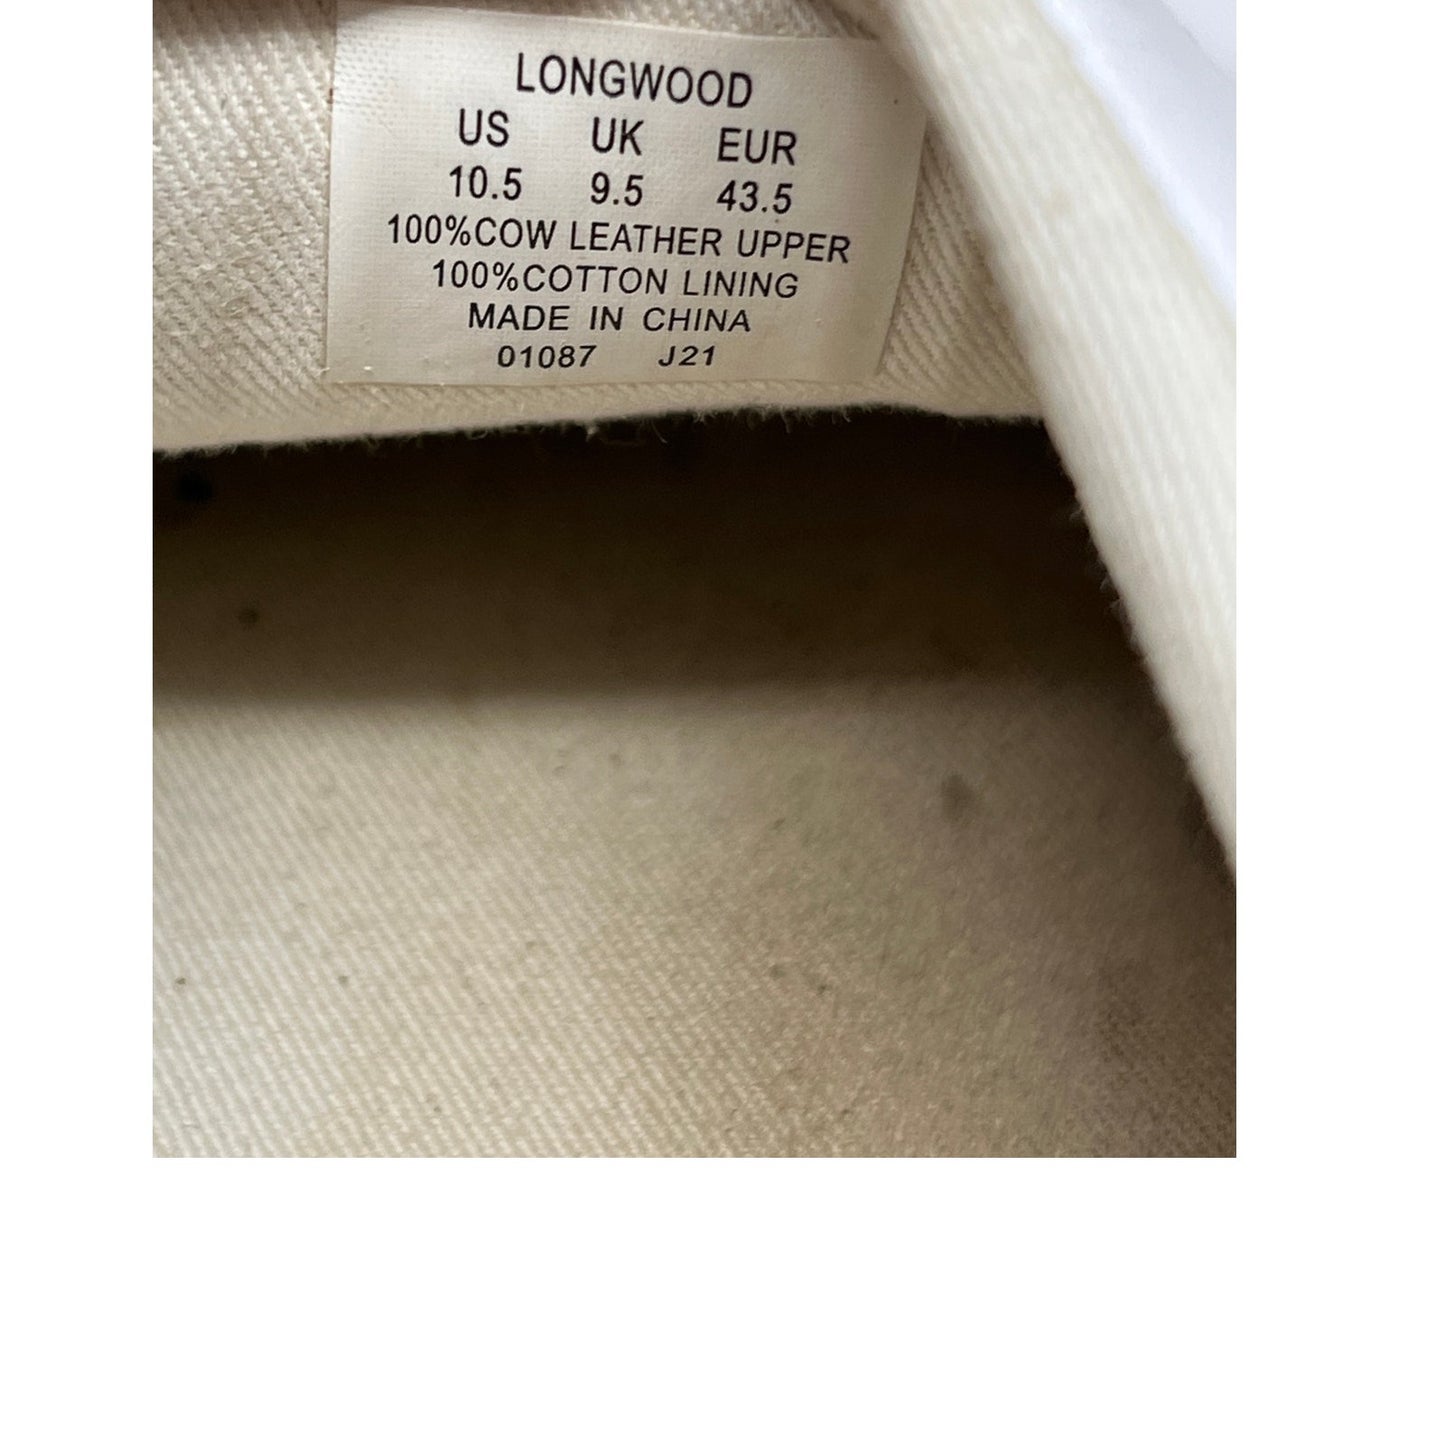 LONGWOOD
US UK EUR
10.5 9.5 43.5
100%COW LEATHER UPPER
100%COTTON LINING
MADE IN CHINA
01087 J21